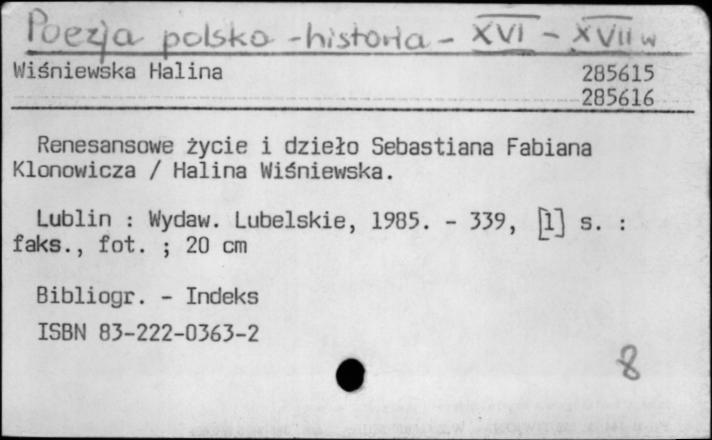 Poezja polska - historia - XVI - XVII w
Wiśniewska Halina 285615
285616
Renesansowe życie i dzieło Sebastiana Fabiana
Klonowicza / Halina Wiśniewska.
Lublin : Wydaw. Lubelskie, 1985. - 339, [1] s. :
faks., fot. ; 20 cm
Bibliogr. - Indeks
ISBN 83-222-0363-2
8